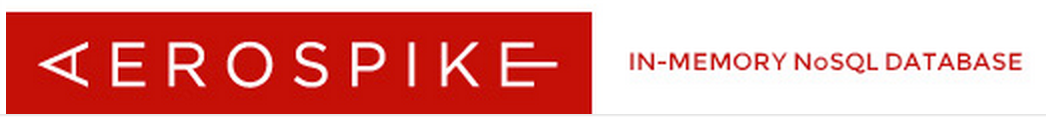 AEROSPIKE
IN-MEMORY NoSQL DATABASE